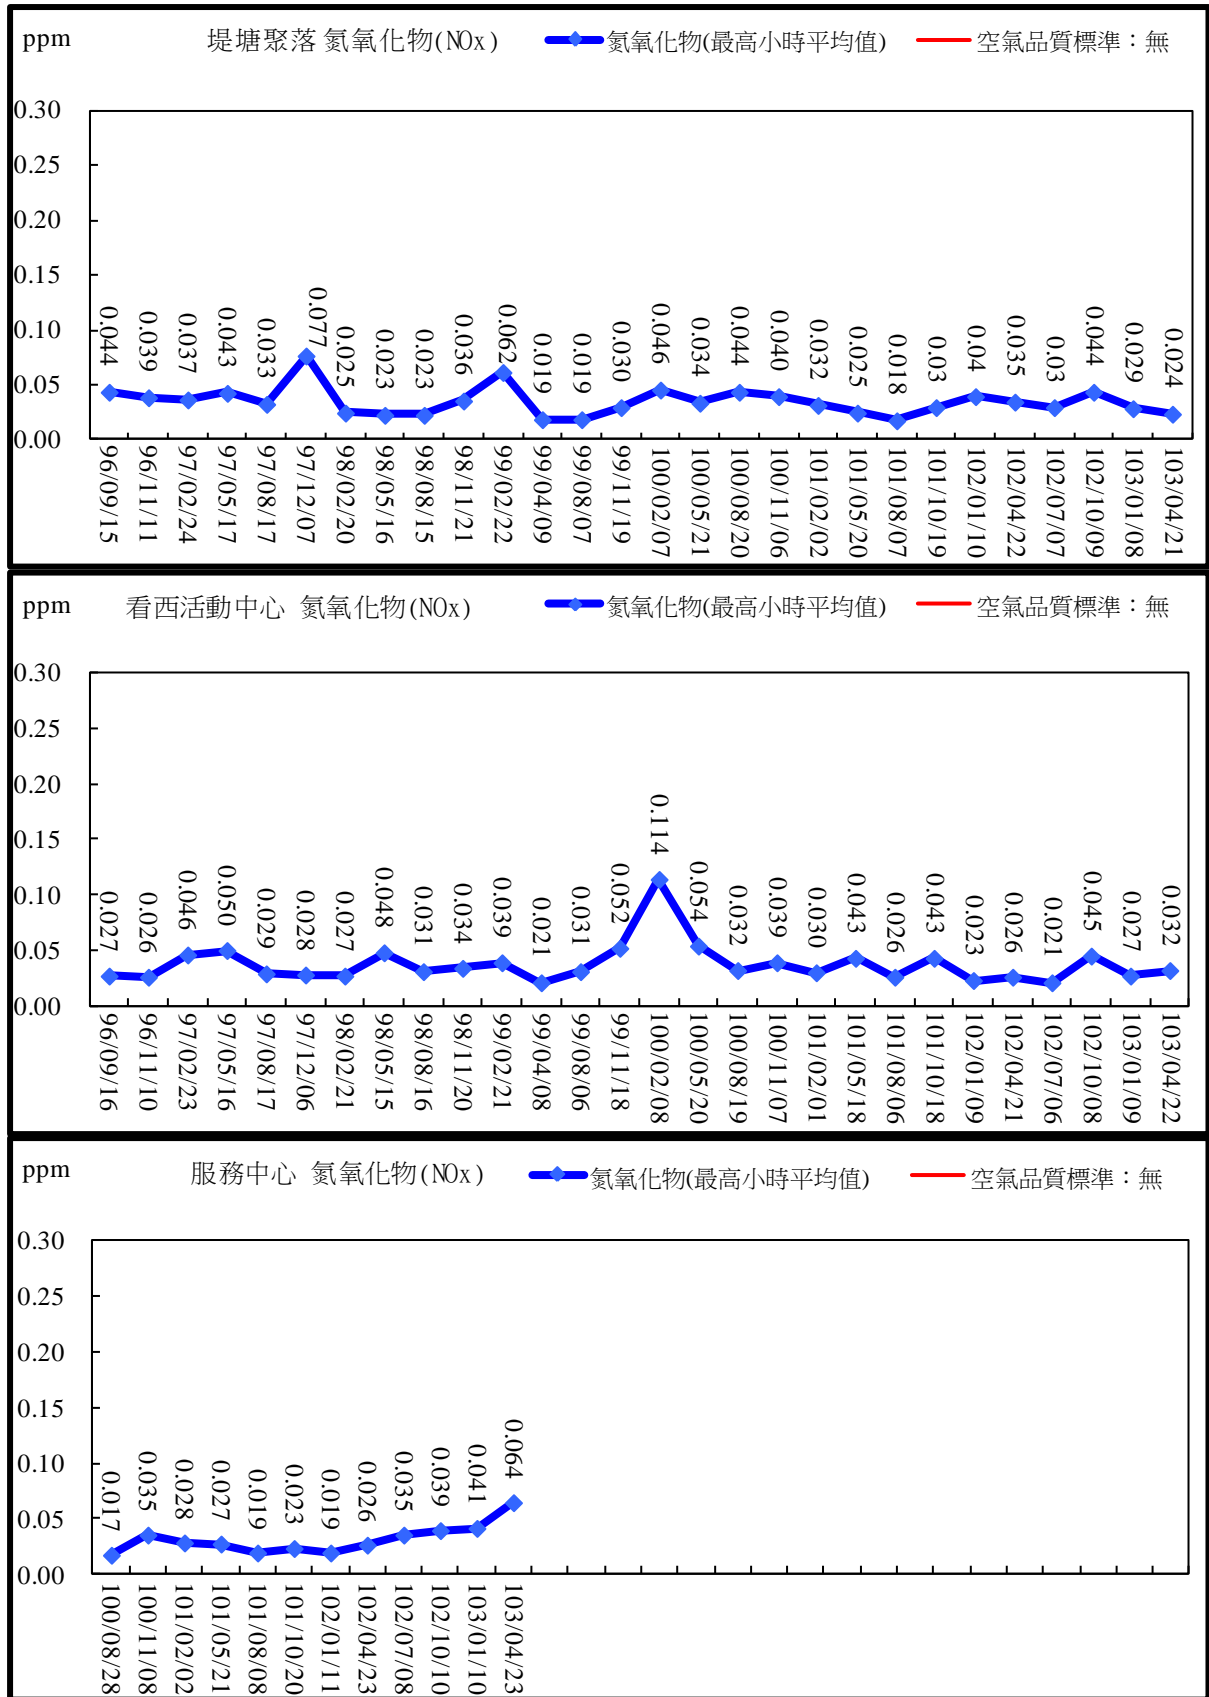 ppm 堤塘聚落 氮氧化物(NOx) 氮氧化物(最高小時平均值) 空氣品質標準：無
0.30
0.25
0.20
0.15
0.10
0.05
0.00
0.044 0.039 0.037 0.043 0.033 0.077 0.025 0.023 0.023 0.036 0.062 0.019 0.019 0.030 0.046 0.034 0.044 0.040 0.032 0.025 0.018 0.03 0.04 0.035 0.03 0.044 0.029 0.024
96/09/15 96/11/11 97/02/24 97/05/17 97/08/17 97/12/07 98/02/20 98/05/16 98/08/15 98/11/21 99/02/22 99/04/09 99/08/07 99/11/19 100/02/07 100/05/21 100/08/20 100/11/06 101/02/02 101/05/20 101/08/07 101/10/19 102/01/10 102/04/22 102/07/07 102/10/09 103/01/08 103/04/21
ppm 看西活動中心 氮氧化物(NOx) 氮氧化物(最高小時平均值) 空氣品質標準：無
0.30
0.25
0.20
0.15
0.10
0.05
0.00
0.027 0.026 0.046 0.050 0.029 0.028 0.027 0.048 0.031 0.034 0.039 0.021 0.031 0.052 0.114 0.054 0.032 0.039 0.030 0.043 0.026 0.043 0.023 0.026 0.021 0.045 0.027 0.032
96/09/16 96/11/10 97/02/23 97/05/16 97/08/17 97/12/06 98/02/21 98/05/15 98/08/16 98/11/20 99/02/21 99/04/08 99/08/06 99/11/18 100/02/08 100/05/20 100/08/19 100/11/07 101/02/01 101/05/18 101/08/06 101/10/18 102/01/09 102/04/21 102/07/06 102/10/08 103/01/09 103/04/22
ppm 服務中心 氮氧化物(NOx) 氮氧化物(最高小時平均值) 空氣品質標準：無
0.30
0.25
0.20
0.15
0.10
0.05
0.00
0.017 0.035 0.028 0.027 0.019 0.023 0.019 0.026 0.035 0.039 0.041 0.064
100/08/28 100/11/08 101/02/02 101/05/21 101/08/08 101/10/20 102/01/11 102/04/23 102/07/08 102/10/10 103/01/10 103/04/23